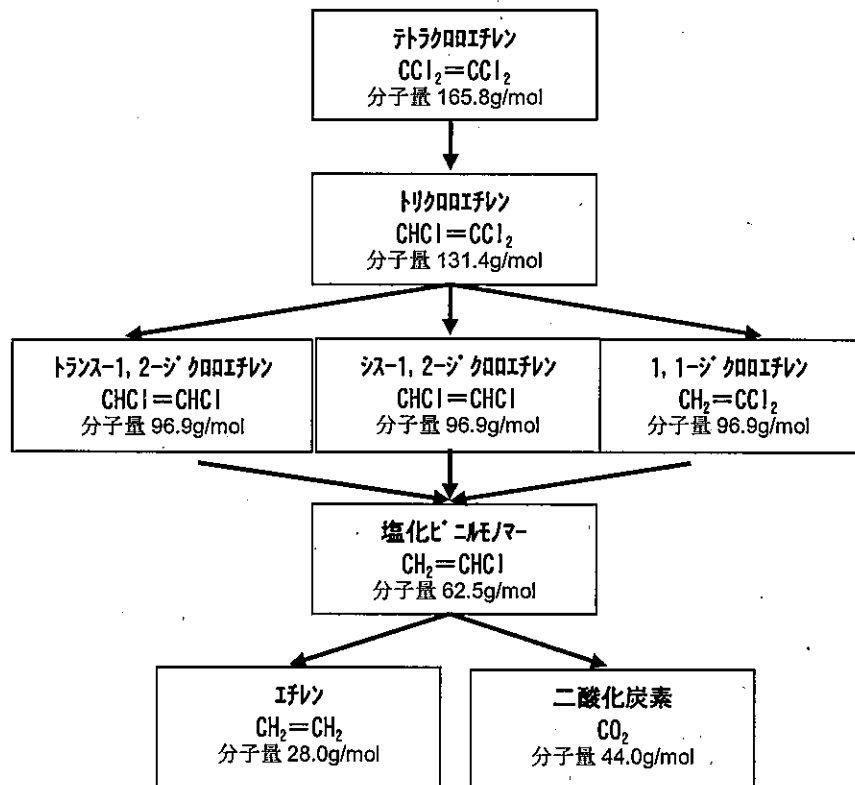 テトラクロロエチレン
CCl₂=CCl₂
分子量 165.8g/mol
トリクロロエチレン
CHCl=CCl₂
分子量 131.4g/mol
トランス-1, 2-ジクロロエチレン
CHCl=CHCl
分子量 96.9g/mol
シス-1, 2-ジクロロエチレン
CHCl=CHCl
分子量 96.9g/mol
1, 1-ジクロロエチレン
CH₂=CCl₂
分子量 96.9g/mol
塩化ビニルモノマー
CH₂=CHCl
分子量 62.5g/mol
エチレン
CH₂=CH₂
分子量 28.0g/mol
二酸化炭素
CO₂
分子量 44.0g/mol